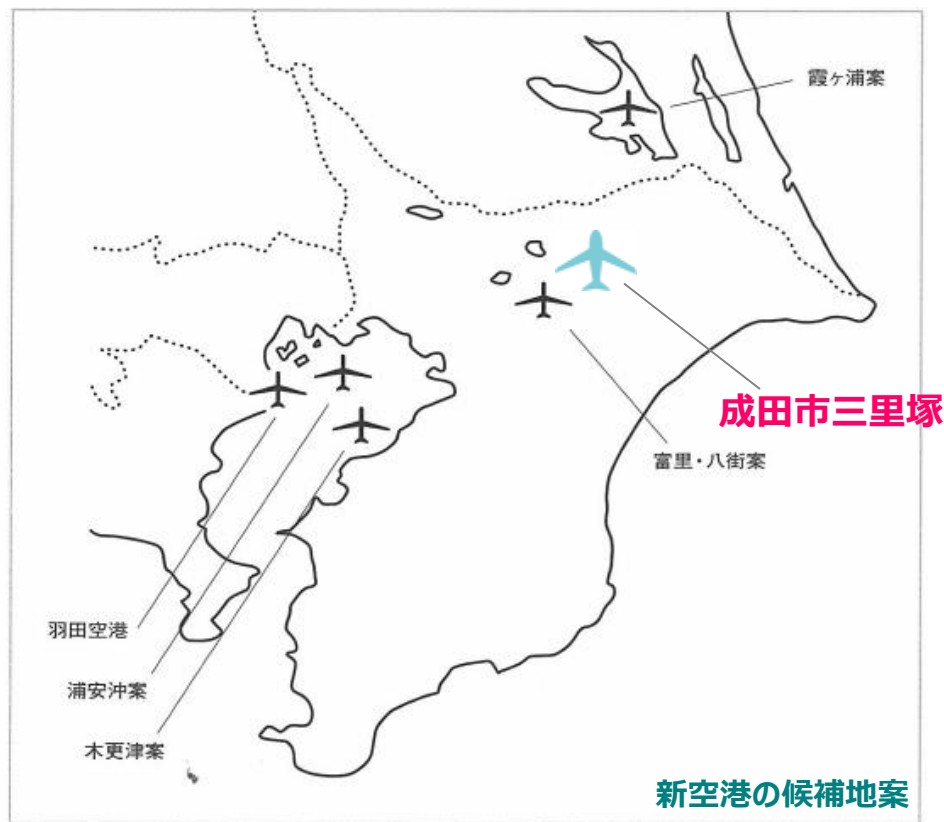 霞ヶ浦案
成田市三里塚
富里・八街案
羽田空港
浦安沖案
木更津案
新空港の候補地案